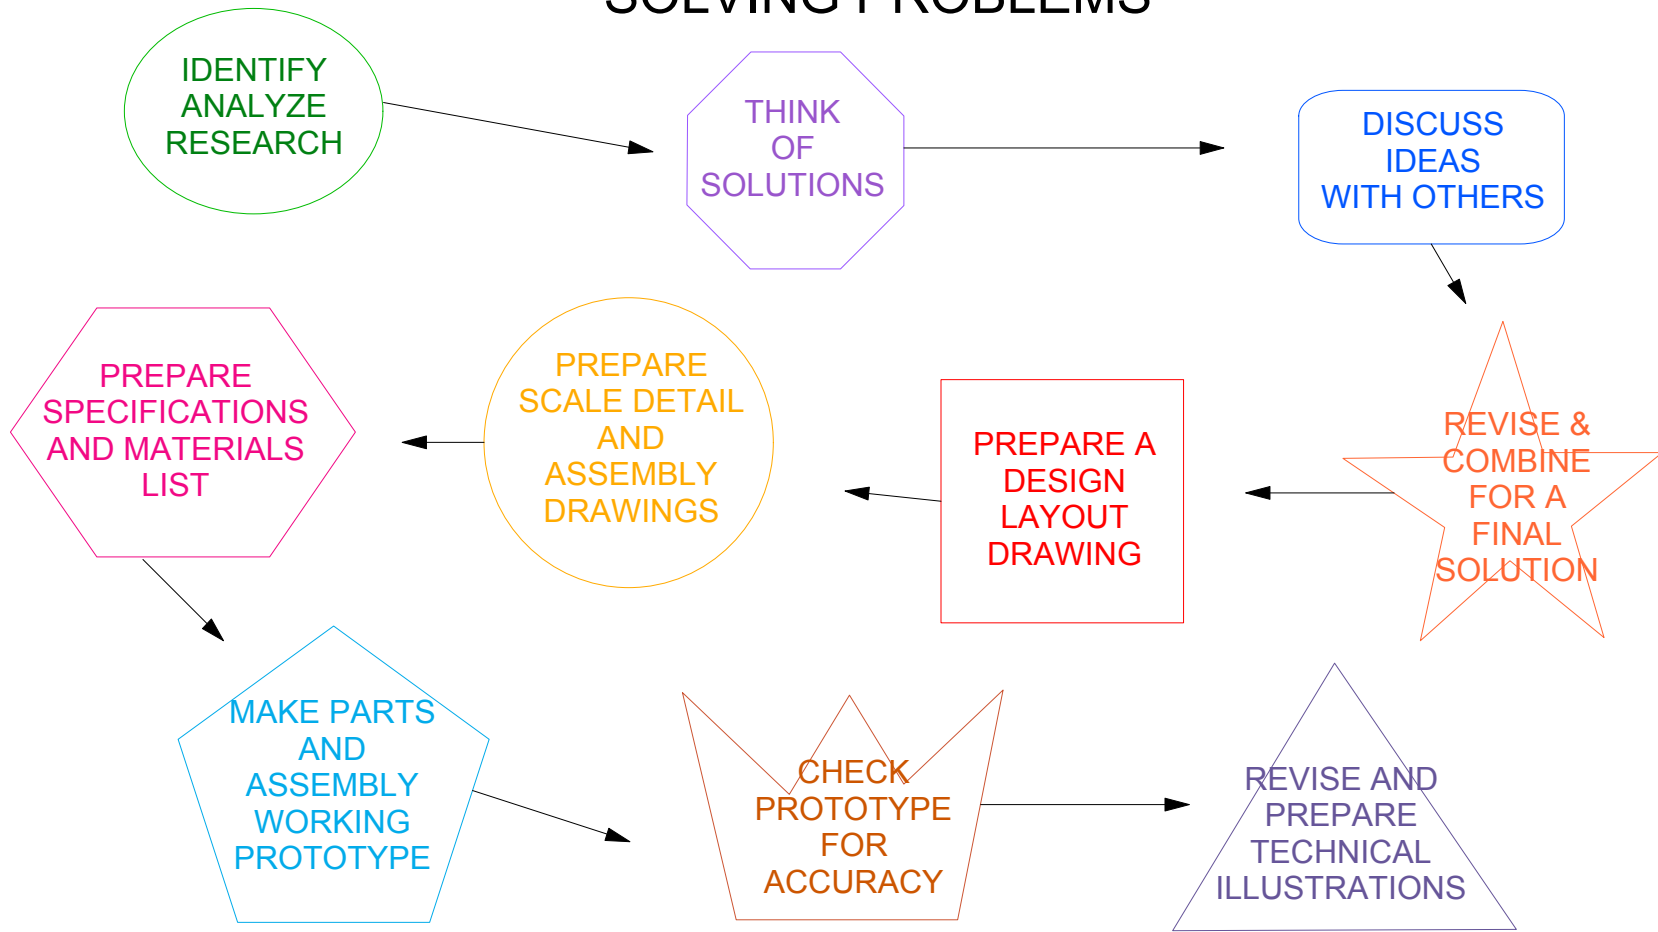 SOLVING PROBLEMS
IDENTIFY
ANALYZE
RESEARCH
THINK
OF
SOLUTIONS
DISCUSS
IDEAS
WITH OTHERS
REVISE &
COMBINE
FOR A
FINAL
SOLUTION
PREPARE A
DESIGN
LAYOUT
DRAWING
PREPARE
SCALE DETAIL
AND
ASSEMBLY
DRAWINGS
PREPARE
SPECIFICATIONS
AND MATERIALS
LIST
MAKE PARTS
AND
ASSEMBLY
WORKING
PROTOTYPE
CHECK
PROTOTYPE
FOR
ACCURACY
REVISE AND
PREPARE
TECHNICAL
ILLUSTRATIONS